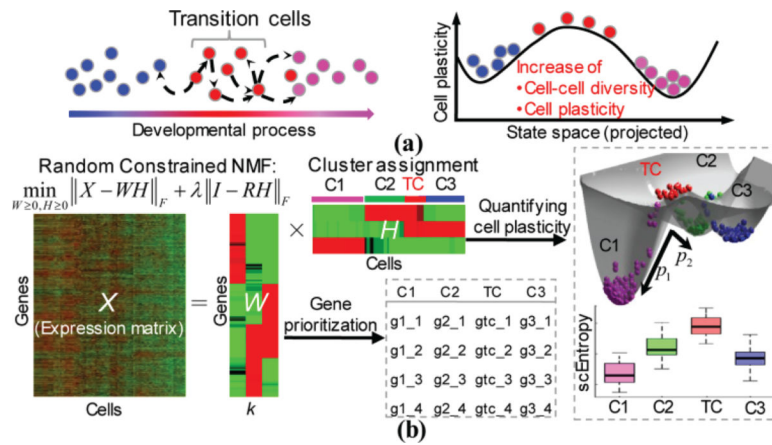 Transition cells
Developmental process
Cell plasticity
Increase of
•Cell-cell diversity
•Cell plasticity
State space (projected)
(a)
Random Constrained NMF:
min ‖X − WH‖F + λ‖I − RH‖F
W≥0,H≥0
Cluster assignment
C1 C2 TC C3
×
H
Cells
Quantifying
cell plasticity
Genes
X
(Expression matrix)
Cells
=
Genes
W
k
Gene
prioritization
C1 C2 TC C3
g1_1 g2_1 gtc_1 g3_1
g1_2 g2_2 gtc_2 g3_2
g1_3 g2_3 gtc_3 g3_3
g1_4 g2_4 gtc_4 g3_4
TC C2
C3
C1
p2
p1
scEntropy
C1 C2 TC C3
(b)